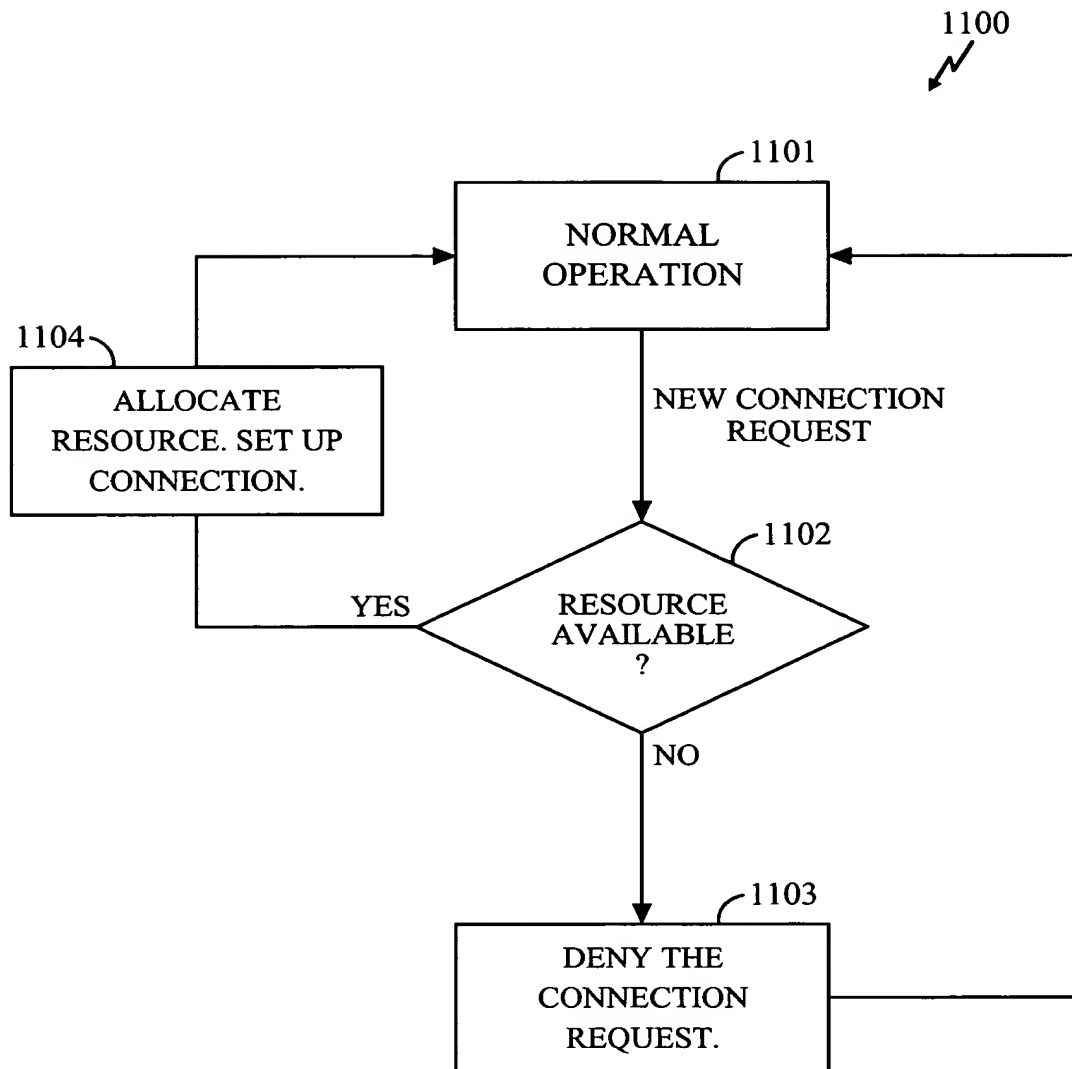 1100
1101
NORMAL
OPERATION
1104
ALLOCATE
RESOURCE. SET UP
CONNECTION.
NEW CONNECTION
REQUEST
1102
YES
RESOURCE
AVAILABLE
?
NO
1103
DENY THE
CONNECTION
REQUEST.